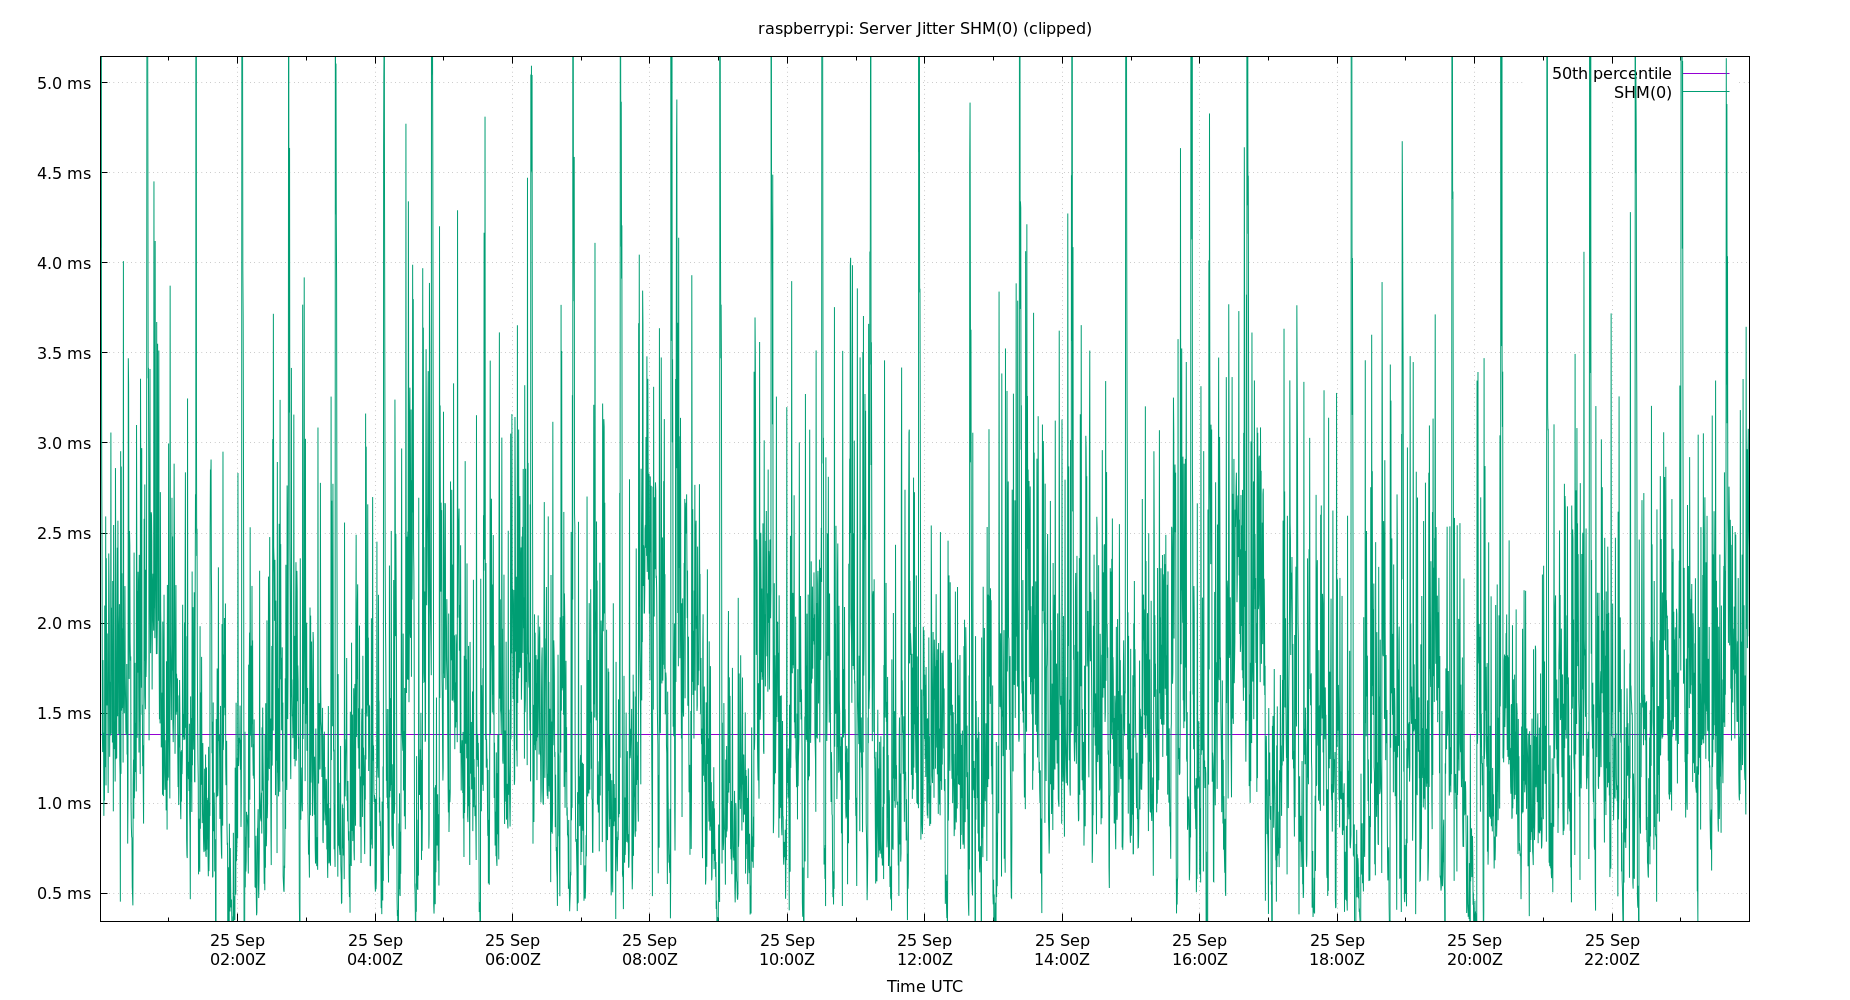 raspberrypi: Server Jitter SHM(0) (clipped)
50th percentile
SHM(0)
5.0 ms
4.5 ms
4.0 ms
3.5 ms
3.0 ms
2.5 ms
2.0 ms
1.5 ms
1.0 ms
0.5 ms
25 Sep 25 Sep 25 Sep 25 Sep 25 Sep 25 Sep 25 Sep 25 Sep 25 Sep 25 Sep 25 Sep
02:00Z 04:00Z 06:00Z 08:00Z 10:00Z 12:00Z 14:00Z 16:00Z 18:00Z 20:00Z 22:00Z
Time UTC